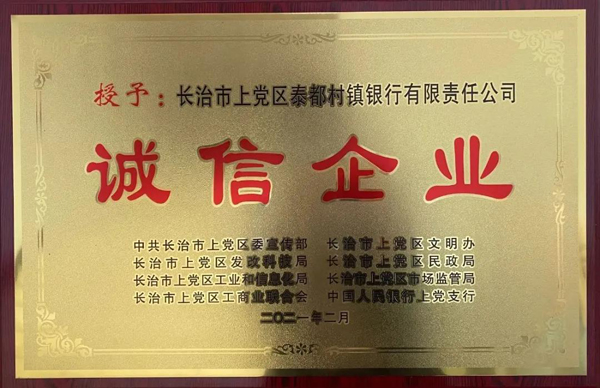 授予：长治市上党区泰都村镇银行有限责任公司
诚信企业
中共长治市上党区委宣传部 长治市上党区文明办
长治市上党区发改科技局 长治市上党区民政局
长治市上党区工业和信息化局 长治市上党区市场监管局
长治市上党区工商业联合会 中国人民银行上党支行
二〇二一年二月